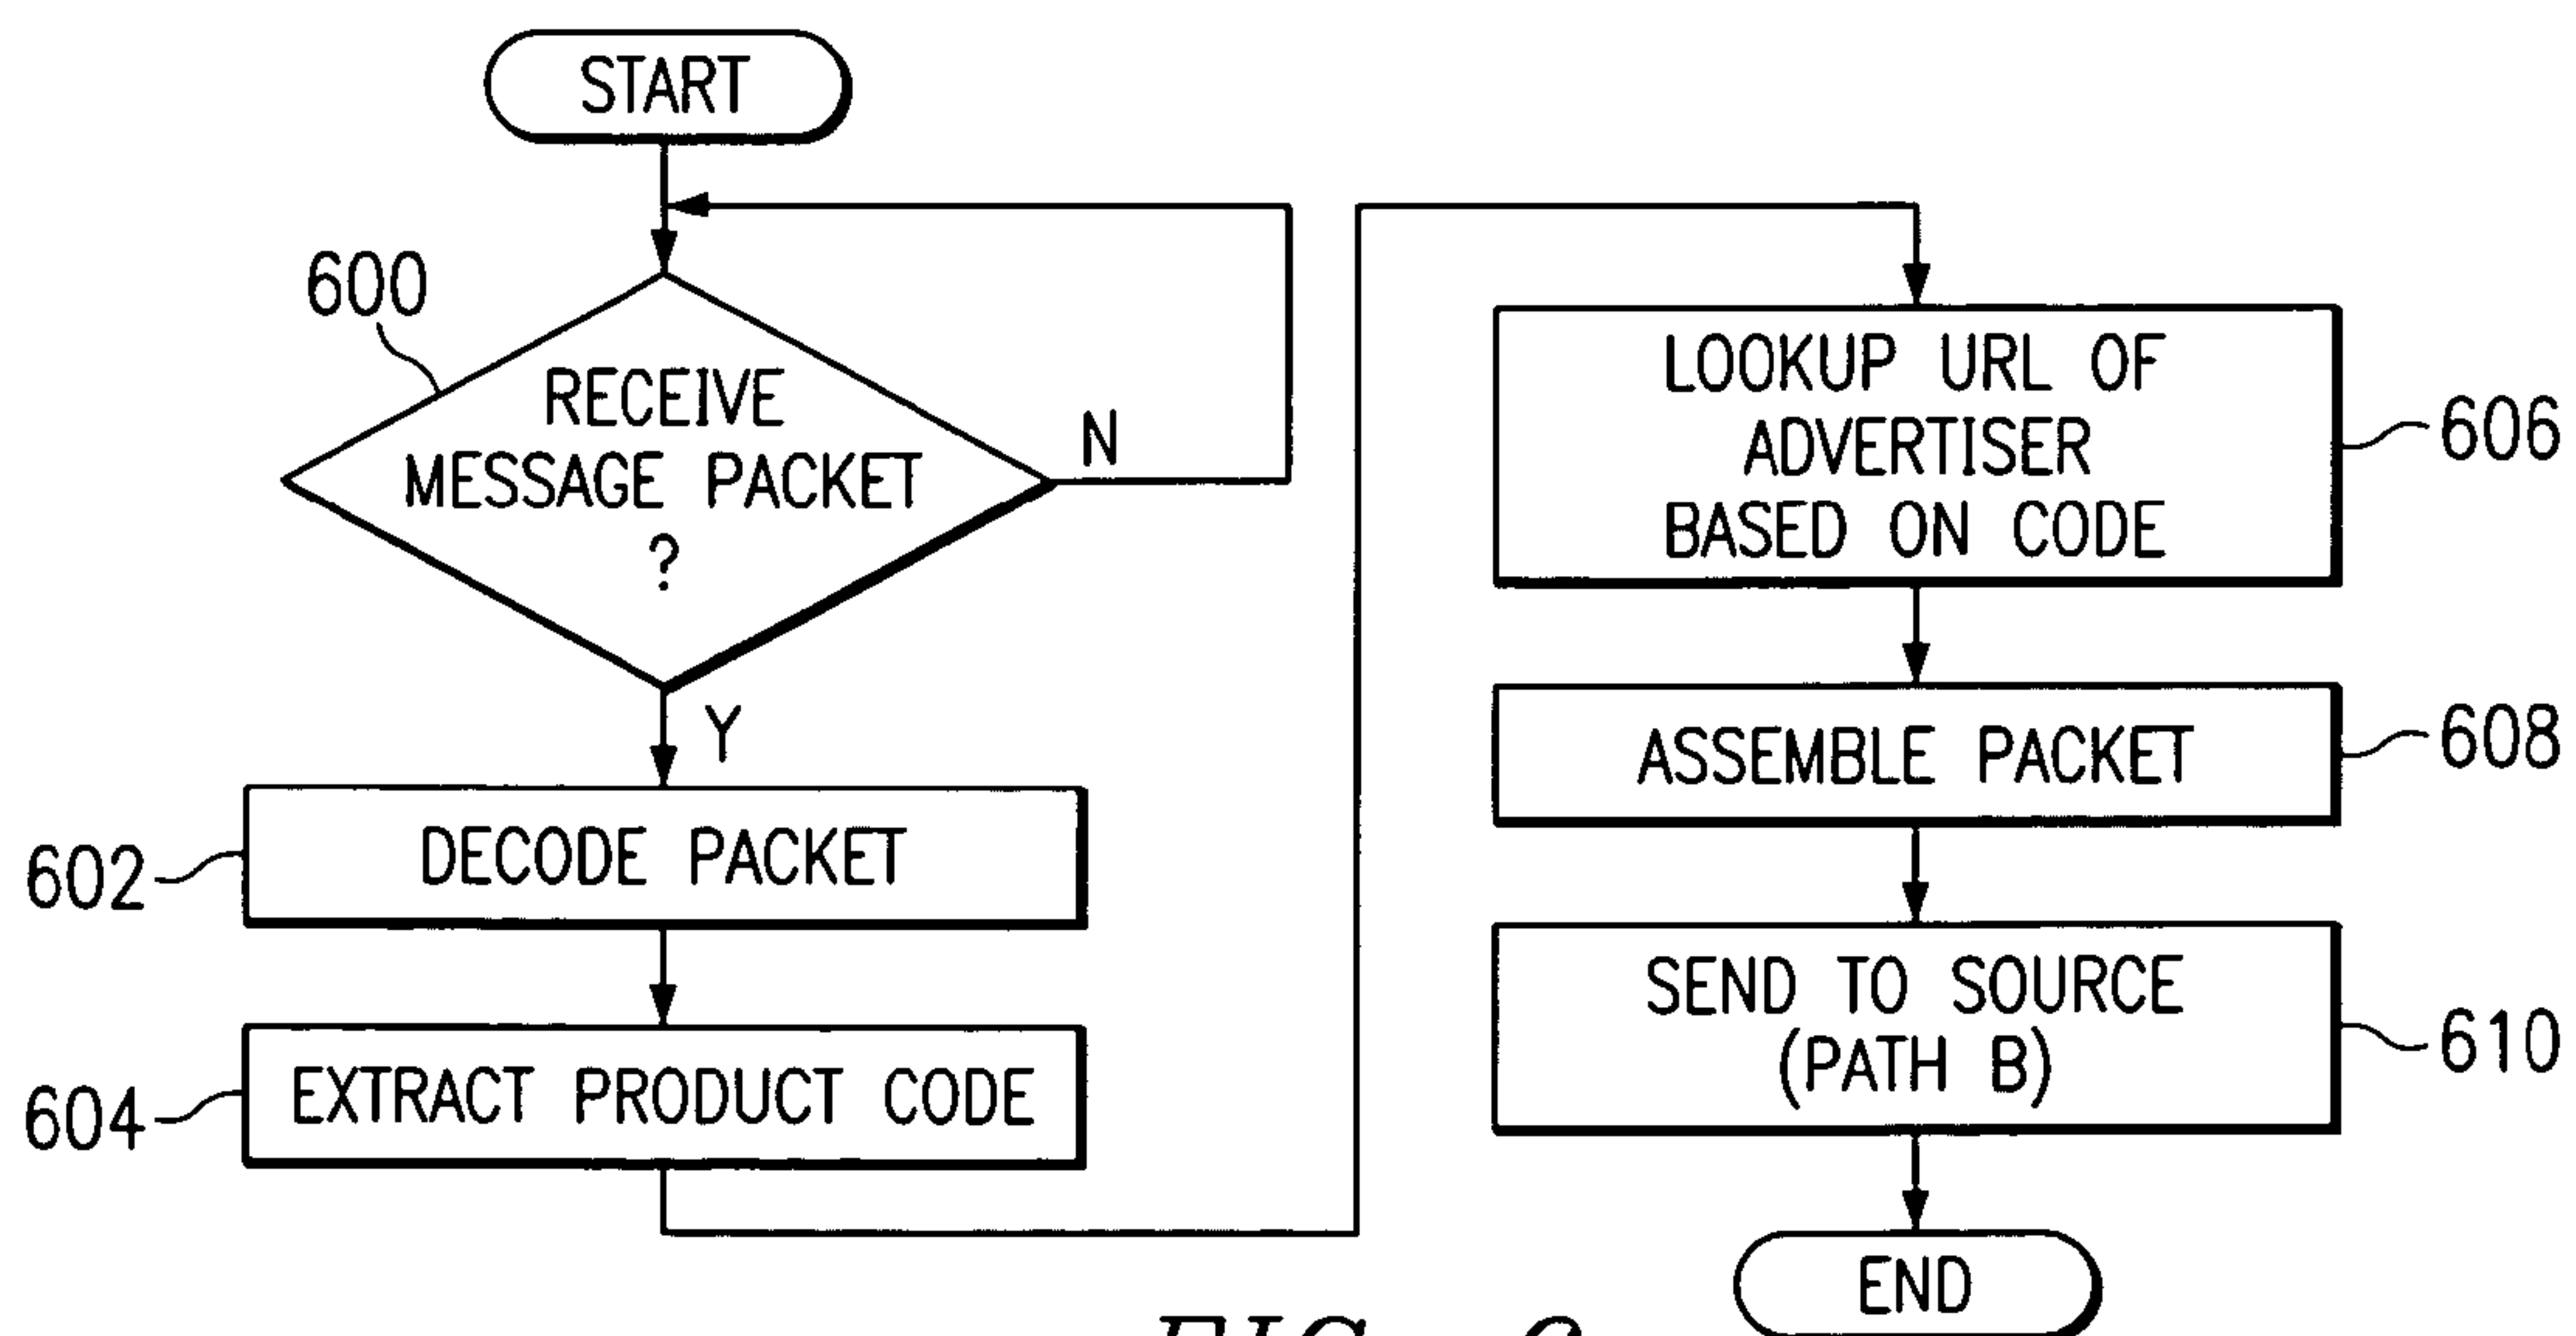 START
600
RECEIVE
MESSAGE PACKET
?
N
Y
602
DECODE PACKET
604
EXTRACT PRODUCT CODE
LOOKUP URL OF
ADVERTISER
BASED ON CODE
606
ASSEMBLE PACKET
608
SEND TO SOURCE
(PATH B)
610
END
FIG.